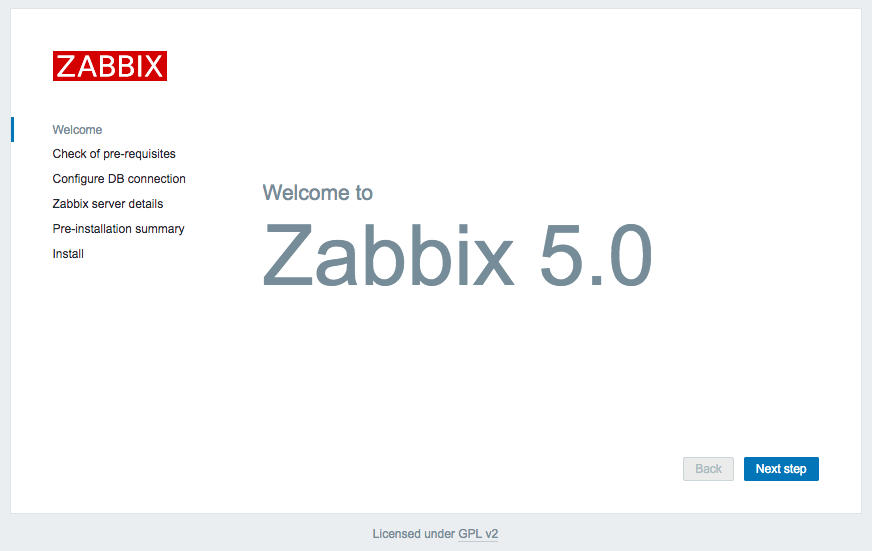 ZABBIX
Welcome
Check of pre-requisites
Configure DB connection
Zabbix server details
Pre-installation summary
Install
Welcome to
Zabbix 5.0
Back
Next step
Licensed under GPL v2